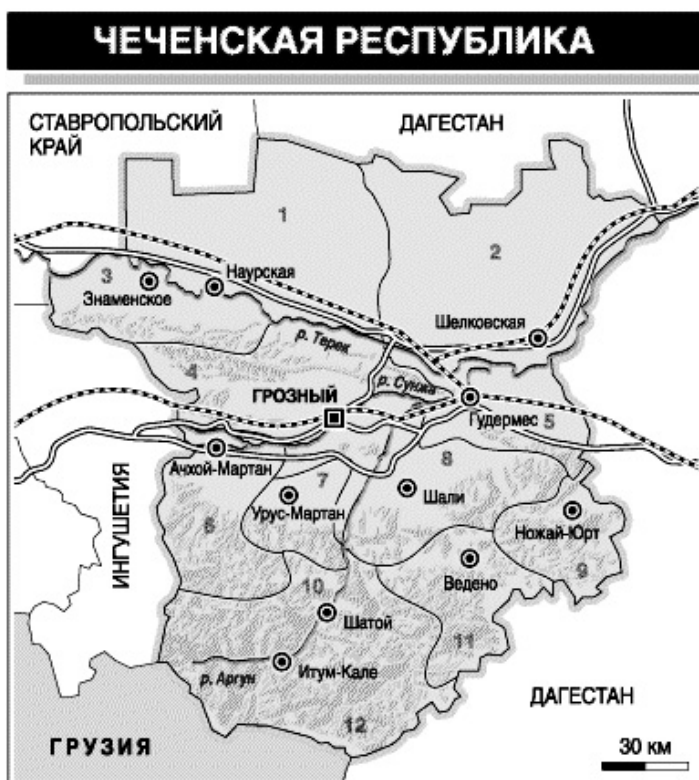 ЧЕЧЕНСКАЯ РЕСПУБЛИКА
СТАВРОПОЛЬСКИЙ
КРАЙ
ДАГЕСТАН
1
2
3
Наурская
Знаменское
Шелковская
р. Терек
4
р. Сунжа
ГРОЗНЫЙ
Гудермес
5
Ачхой-Мартан
8
7
Шали
Урус-Мартан
6
Ножай-Юрт
ИНГУШЕТИЯ
9
Ведено
10
Шатой
11
Итум-Кале
р. Аргун
ДАГЕСТАН
12
ГРУЗИЯ
30 км